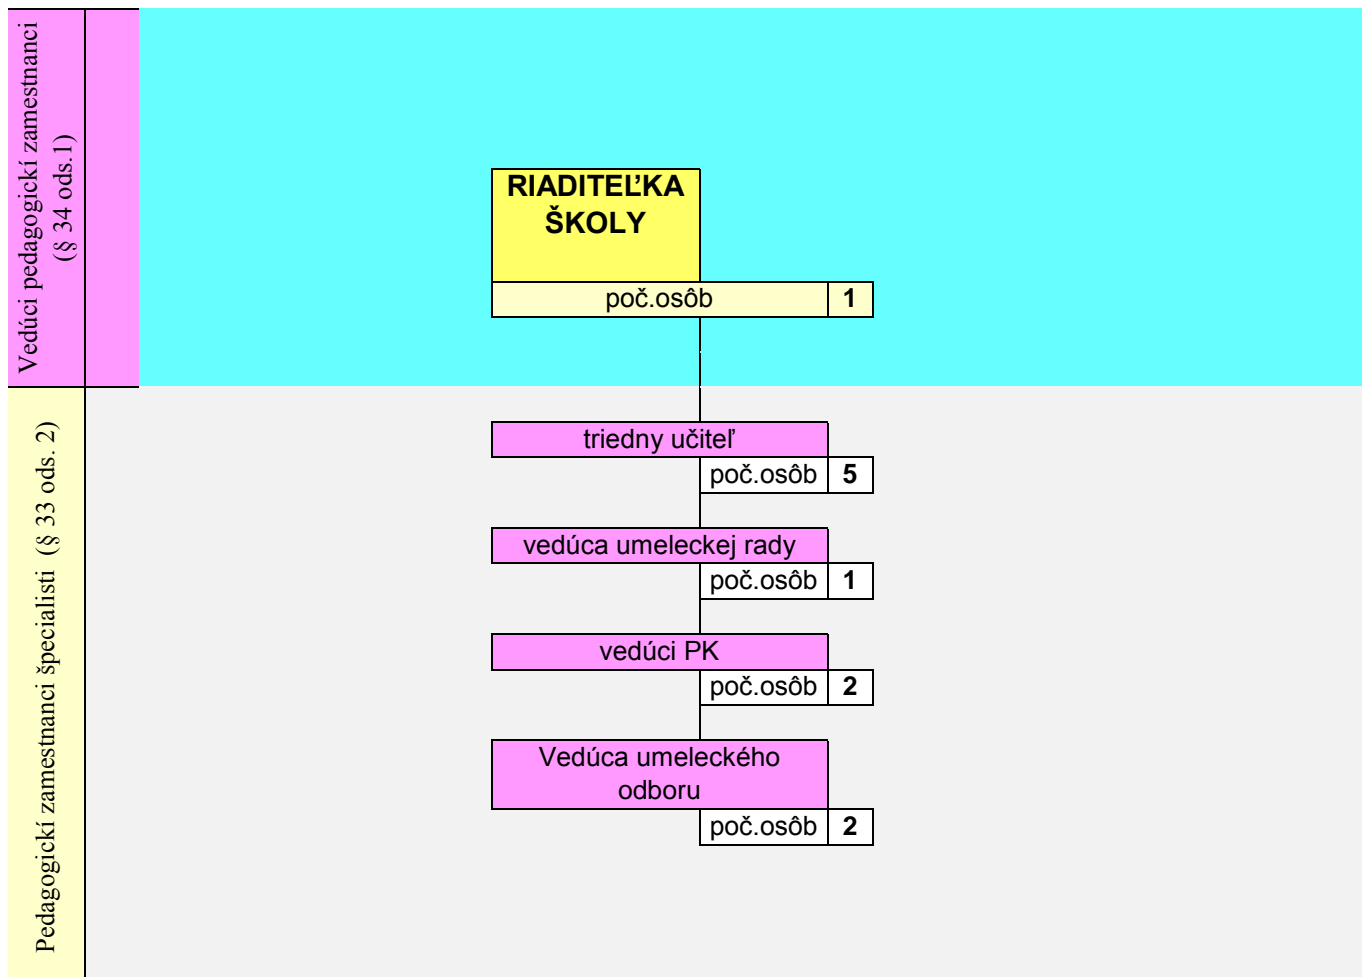 Vedúci pedagogickí zamestnanci
(§ 34 ods.1)
RIADITEĽKA
ŠKOLY
poč.osôb 1
Pedagogickí zamestnanci špecialisti (§ 33 ods. 2)
triedny učiteľ
poč.osôb 5
vedúca umeleckej rady
poč.osôb 1
vedúci PK
poč.osôb 2
Vedúca umeleckého
odboru
poč.osôb 2